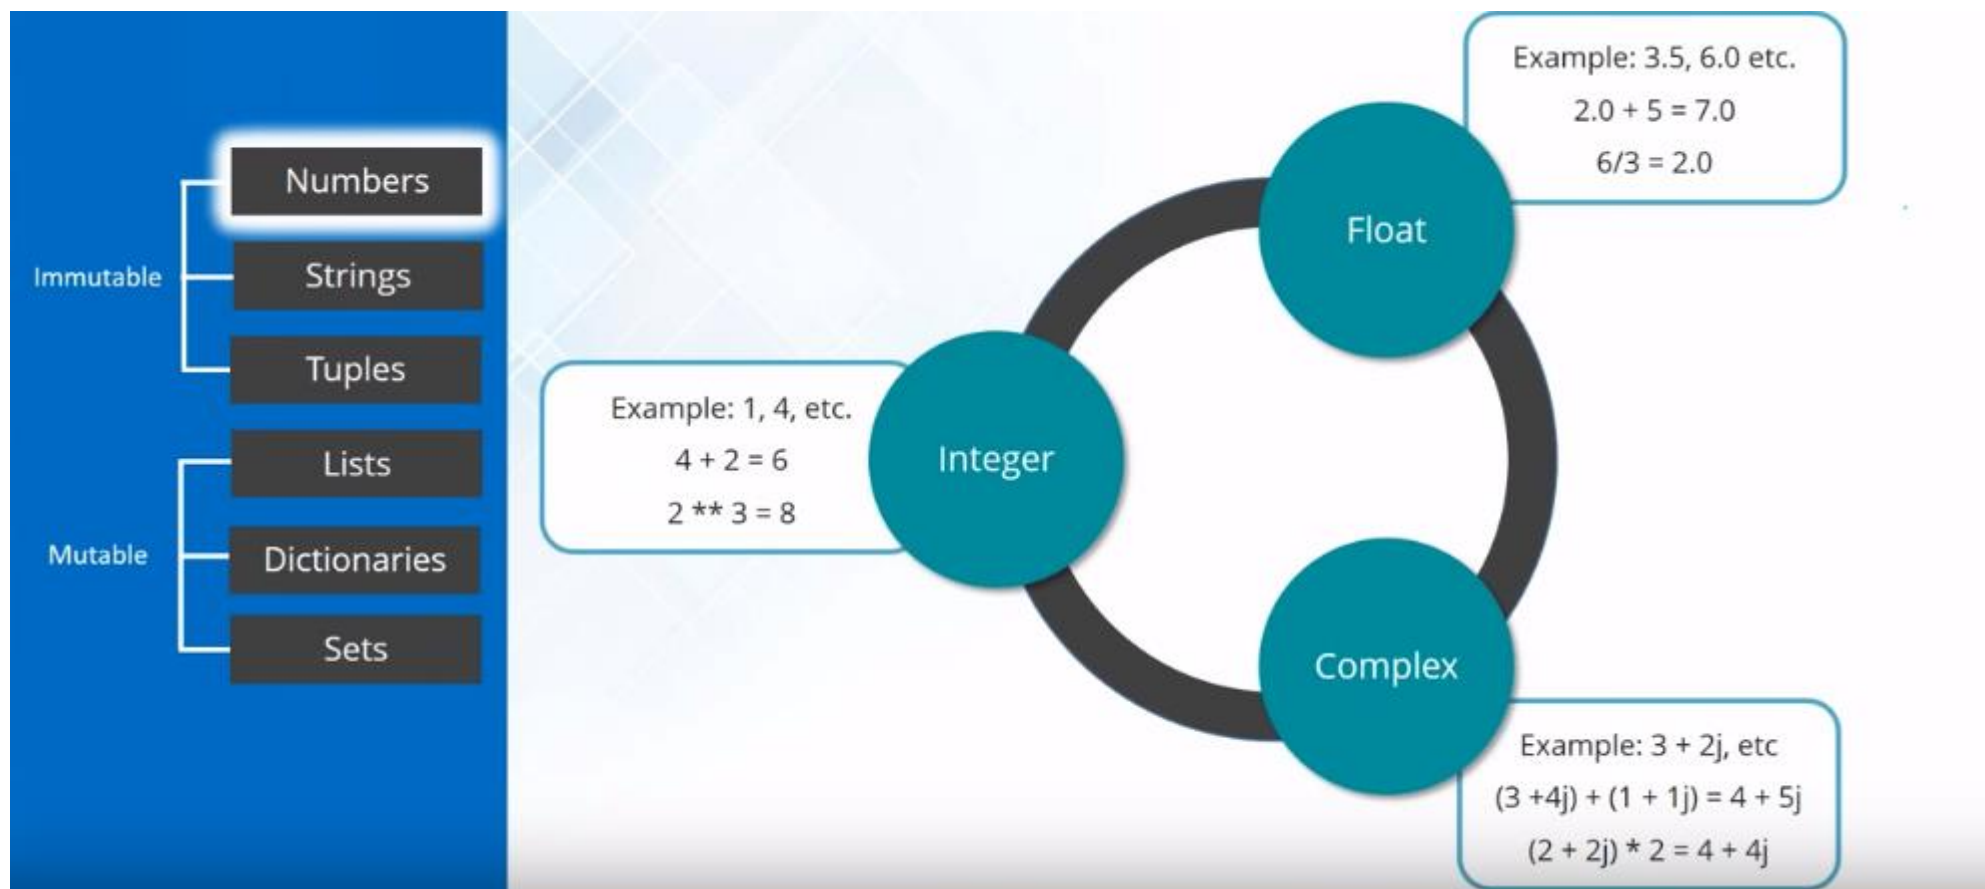 Immutable
Numbers
Strings
Tuples
Mutable
Lists
Dictionaries
Sets
Example: 1, 4, etc.
4 + 2 = 6
2 ** 3 = 8
Integer
Example: 3.5, 6.0 etc.
2.0 + 5 = 7.0
6/3 = 2.0
Float
Complex
Example: 3 + 2j, etc
(3 +4j) + (1 + 1j) = 4 + 5j
(2 + 2j) * 2 = 4 + 4j